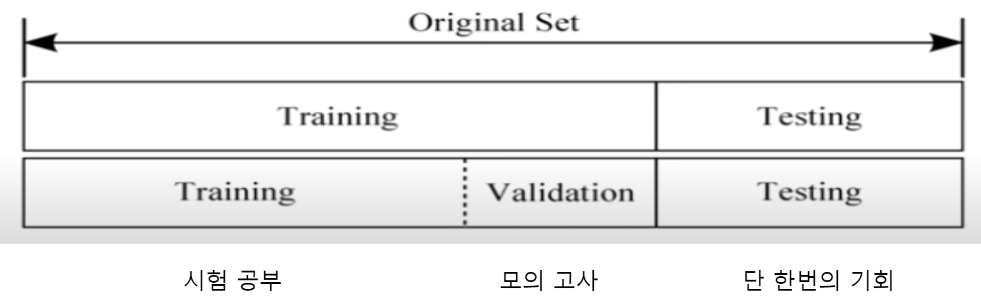 Original Set
Training Testing
Training Validation Testing
시험 공부 모의 고사 단 한번의 기회